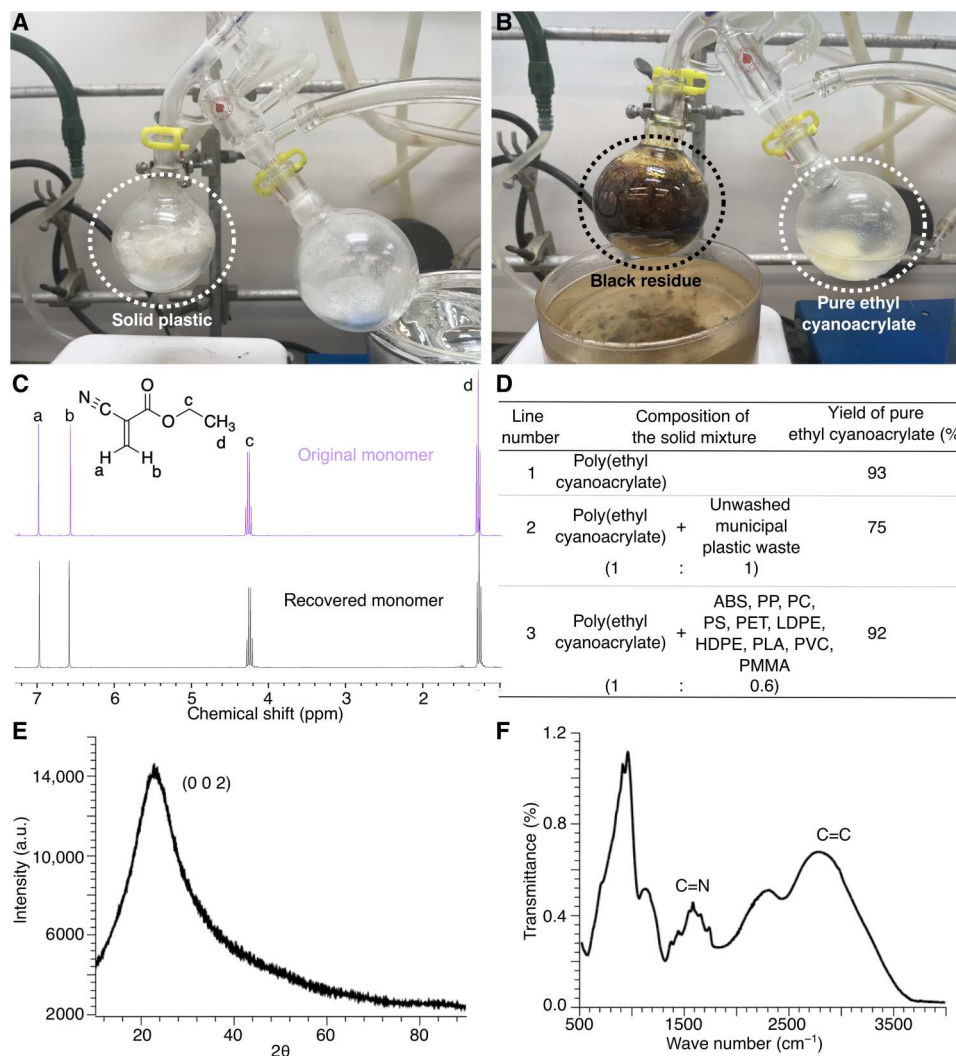 A
Solid plastic
B
Black residue
Pure ethyl
cyanoacrylate
C
a
b
c
d
N
C
O
O
c
CH3
d
H
H
a
b
Original monomer
Recovered monomer
7 6 5 4 3 2
Chemical shift (ppm)
D
Line number
Composition of the solid mixture
Yield of pure ethyl cyanoacrylate (%
1
Poly(ethyl cyanoacrylate)
93
2
Poly(ethyl cyanoacrylate)
+
Unwashed
municipal
plastic waste
75
(1 : 1)
3
Poly(ethyl cyanoacrylate)
+
ABS, PP, PC,
PS, PET, LDPE,
HDPE, PLA, PVC,
PMMA
92
(1 : 0.6)
E
Intensity (a.u.)
14,000
10,000
6000
2000
(0 0 2)
20 40 60 80
2θ
F
Transmittance (%)
1.2
0.8
0.4
0.0
C=N
C=C
500 1500 2500 3500
Wave number (cm⁻¹)